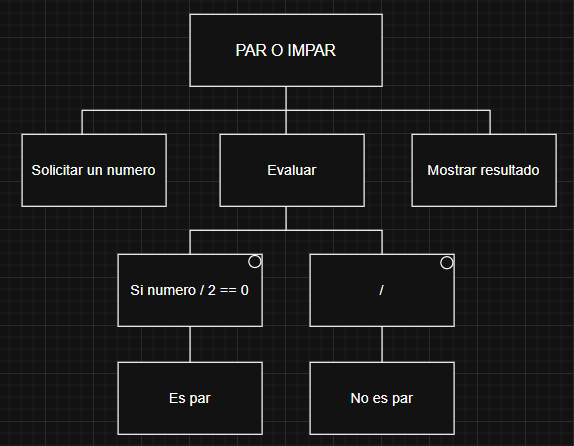 PAR O IMPAR
Solicitar un numero
Evaluar
Mostrar resultado
Si numero / 2 == 0
/
Es par
No es par